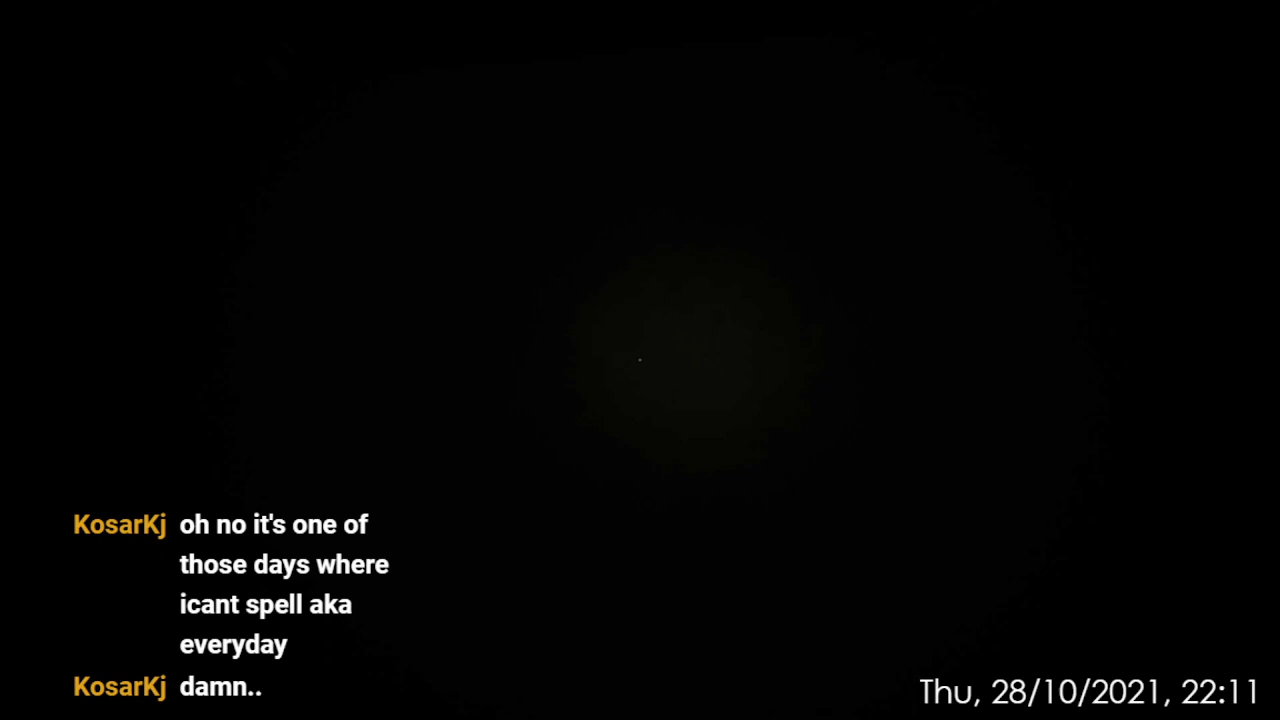 KosarKj oh no it's one of
those days where
icant spell aka
everyday
KosarKj damn..
Thu, 28/10/2021, 22:11